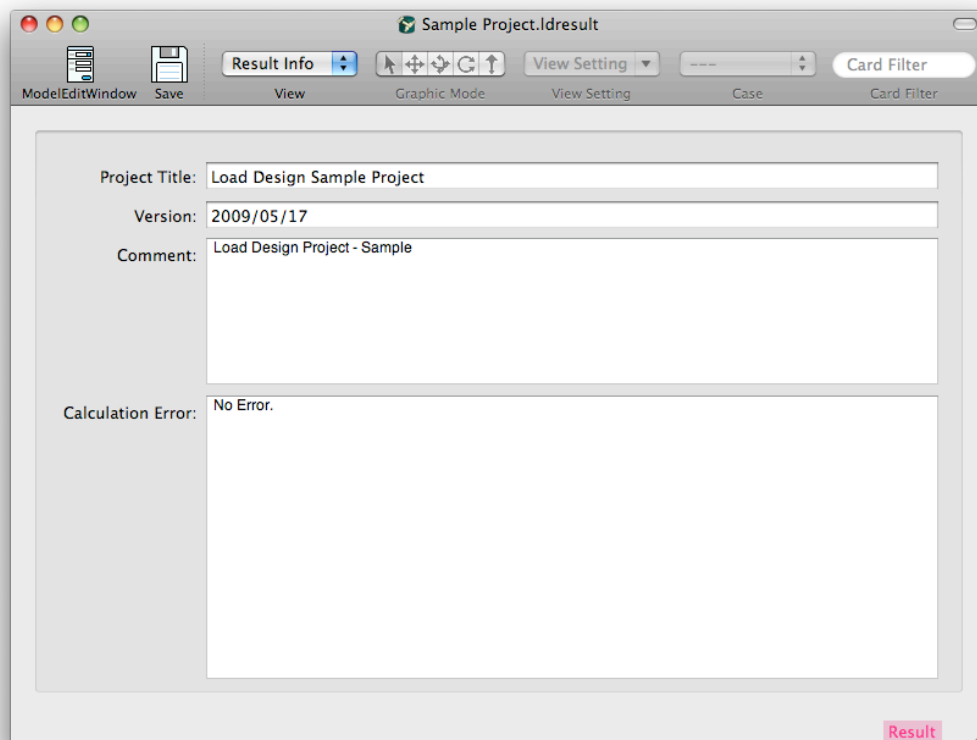 Sample Project.ldresult
Result Info
View Setting
---
Card Filter
ModelEditWindow
Save
View
Graphic Mode
View Setting
Case
Card Filter
Project Title:
Load Design Sample Project
Version:
2009/05/17
Comment:
Load Design Project - Sample
Calculation Error:
No Error.
Result